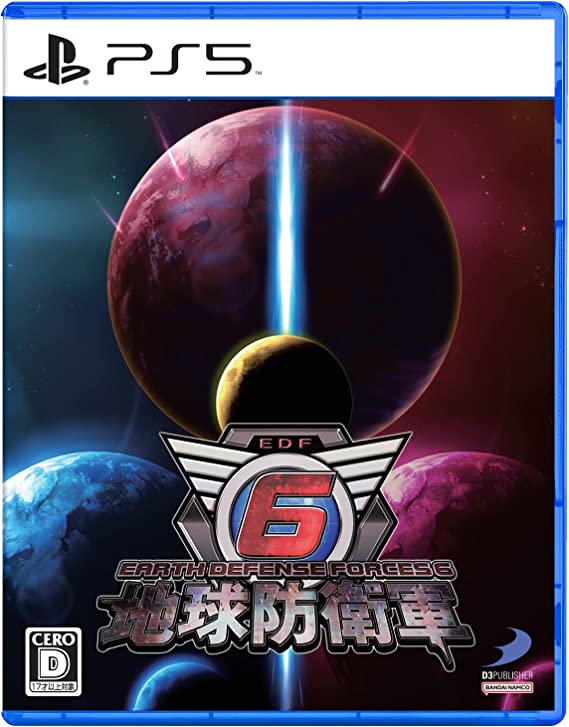 PS5™
EDF
6
EARTH DEFENSE FORCES 6
地球防衛軍
CERO
D
17才以上対象
D3PUBLISHER
BANDAI NAMCO